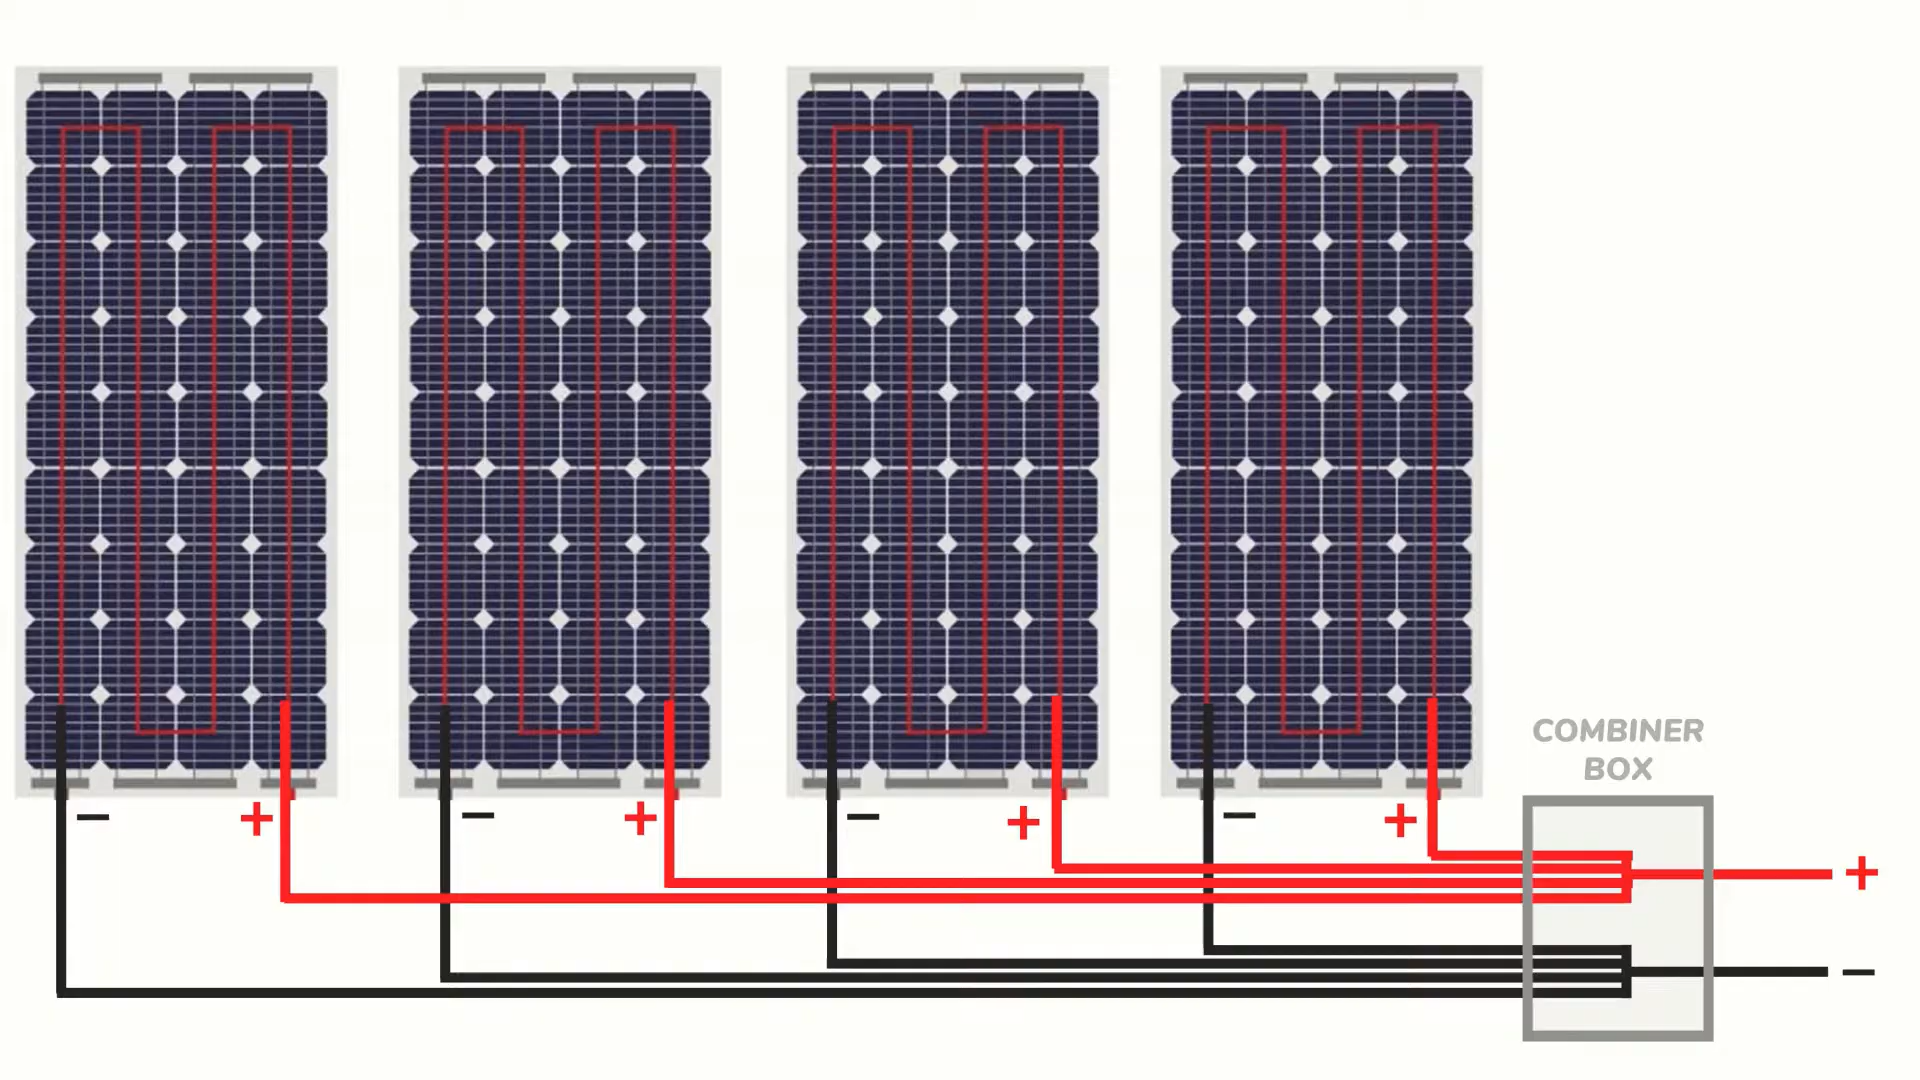 COMBINER
BOX
− + − + − + − +
+
−